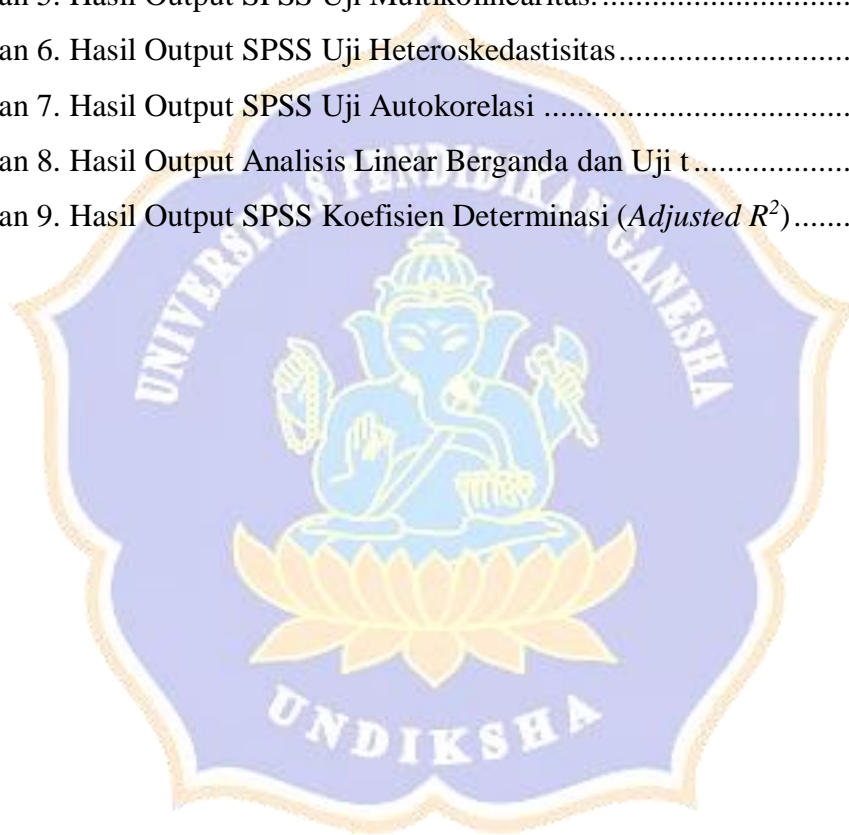 an 5. Hasil Output SPSS Uji Multikolinearitas.................................
an 6. Hasil Output SPSS Uji Heteroskedastisitas..............................
an 7. Hasil Output SPSS Uji Autokorelasi ........................................
an 8. Hasil Output Analisis Linear Berganda dan Uji t....................
an 9. Hasil Output SPSS Koefisien Determinasi (Adjusted R²).......
UNIVERSITAS PENDIDIKAN GANESHA
UNDIKSHA